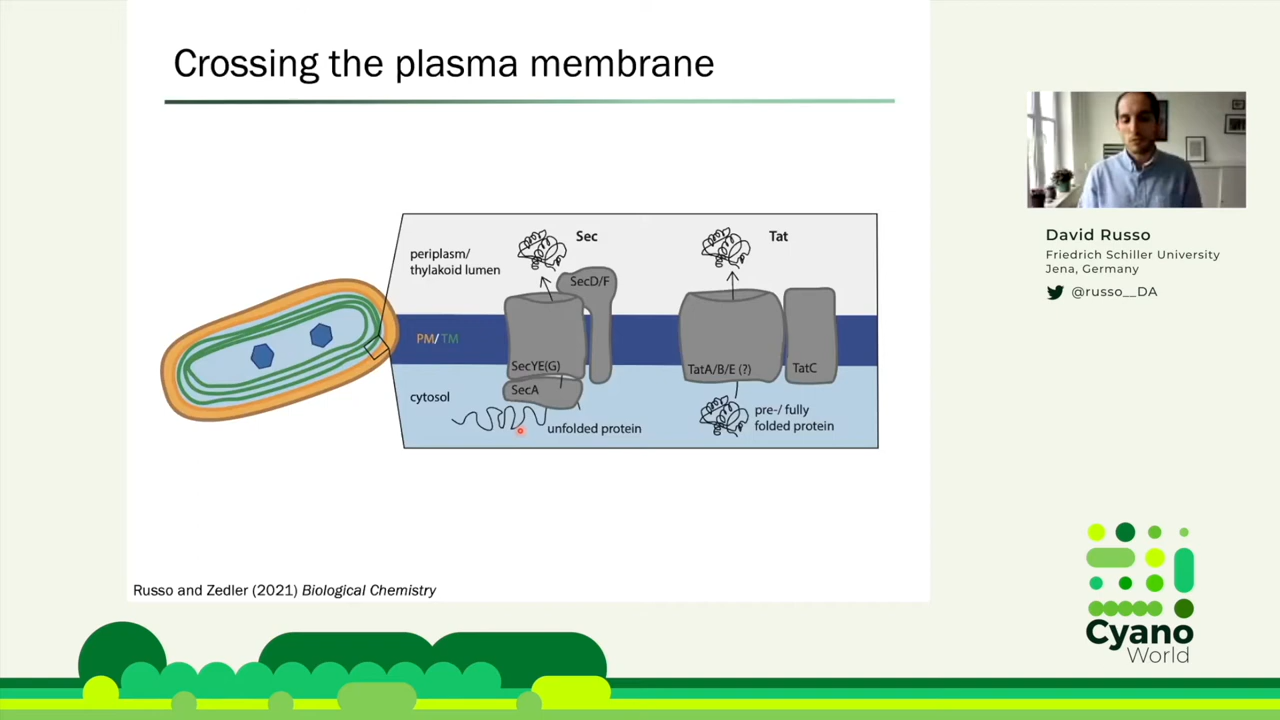 Crossing the plasma membrane
periplasm/
thylakoid lumen
Sec
SecD/F
Tat
PM/TM
SecYE(G)
SecA
TatA/B/E (?)
TatC
cytosol
unfolded protein
pre-/ fully
folded protein
Russo and Zedler (2021) Biological Chemistry
David Russo
Friedrich Schiller University
Jena, Germany
@russo__DA
Cyano
World